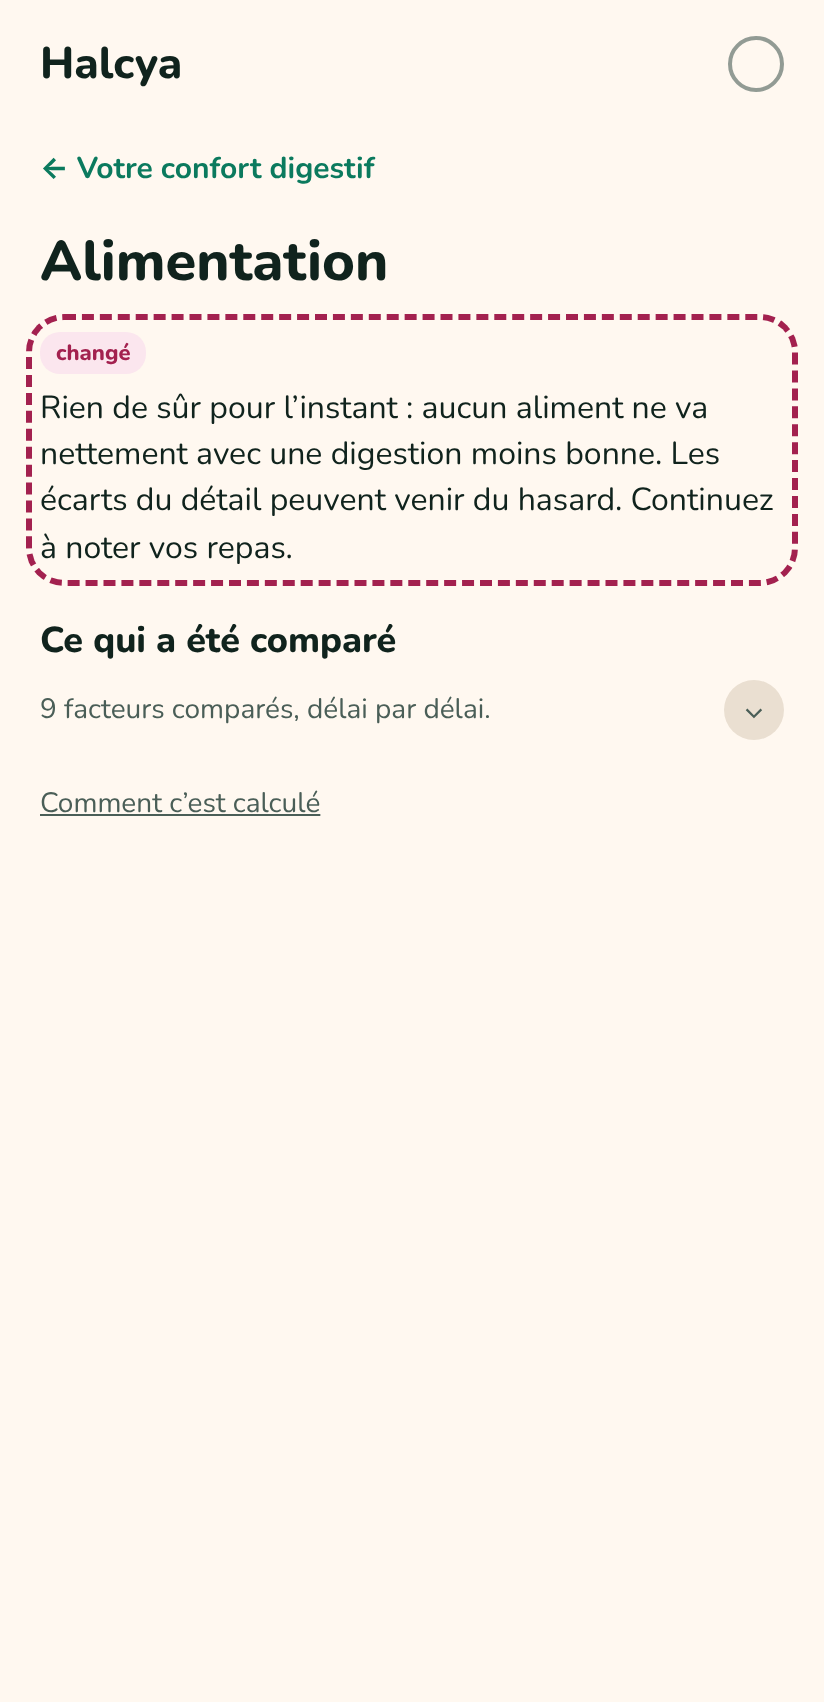 Halcya
← Votre confort digestif
Alimentation
changé
Rien de sûr pour l’instant : aucun aliment ne va
nettement avec une digestion moins bonne. Les
écarts du détail peuvent venir du hasard. Continuez
à noter vos repas.
Ce qui a été comparé
9 facteurs comparés, délai par délai.
Comment c’est calculé